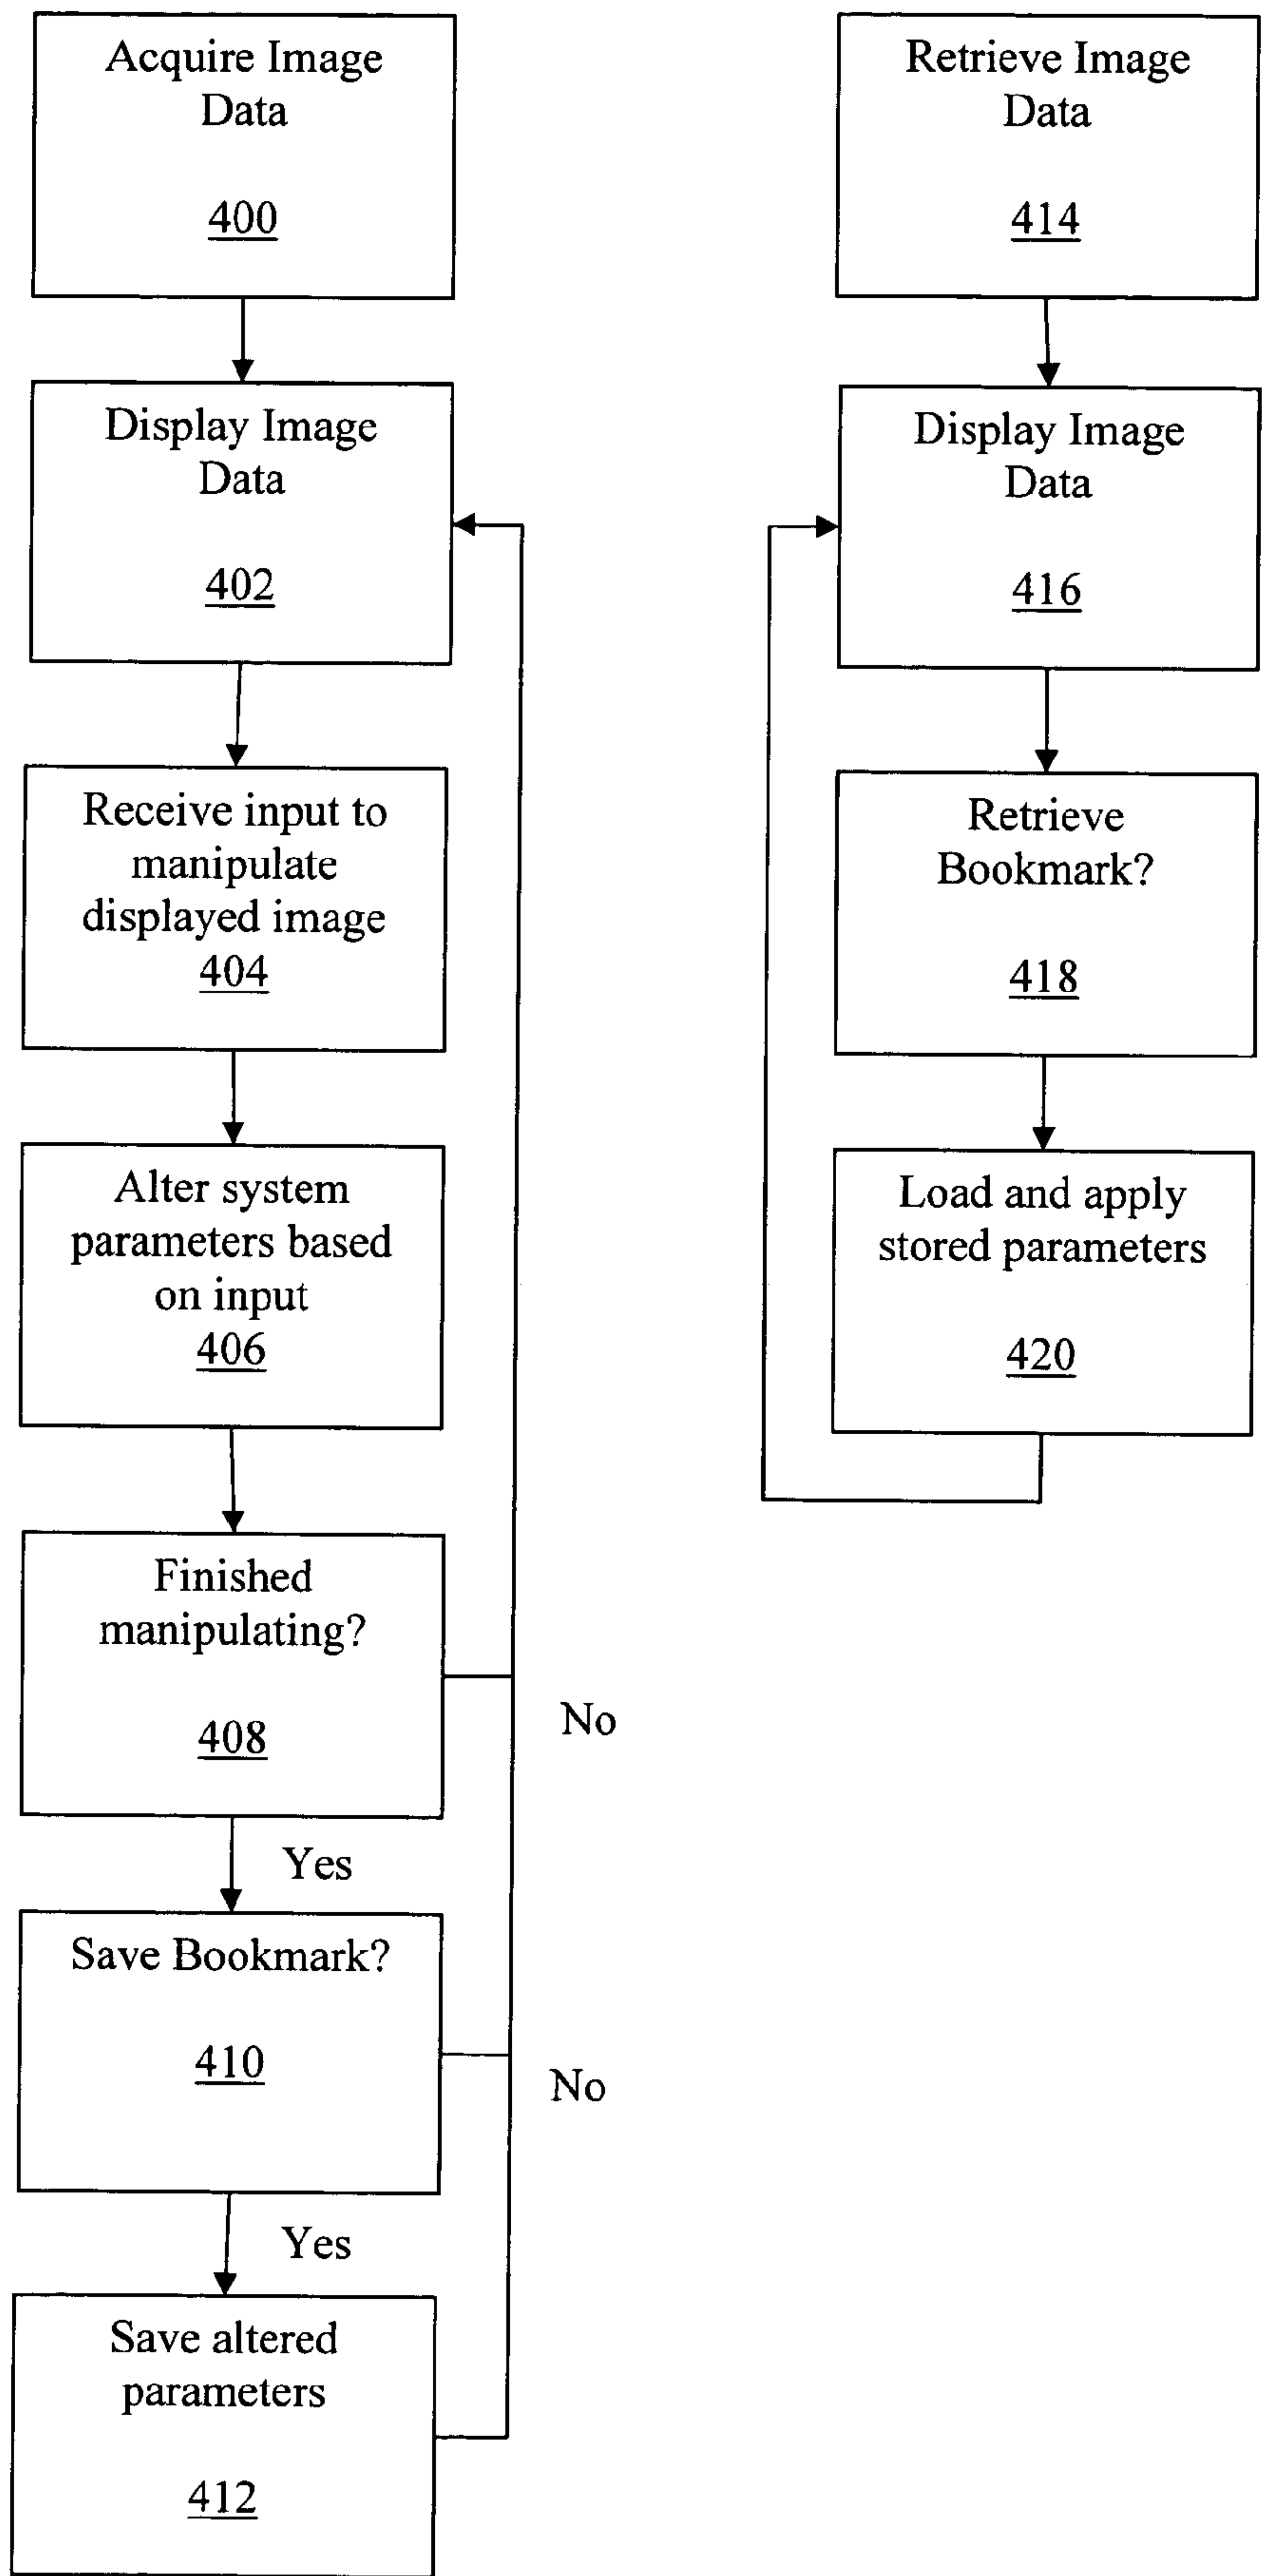 Acquire Image
Data
400
Display Image
Data
402
Receive input to
manipulate
displayed image
404
Alter system
parameters based
on input
406
Finished
manipulating?
408
No
Yes
Save Bookmark?
410
No
Yes
Save altered
parameters
412
Retrieve Image
Data
414
Display Image
Data
416
Retrieve
Bookmark?
418
Load and apply
stored parameters
420